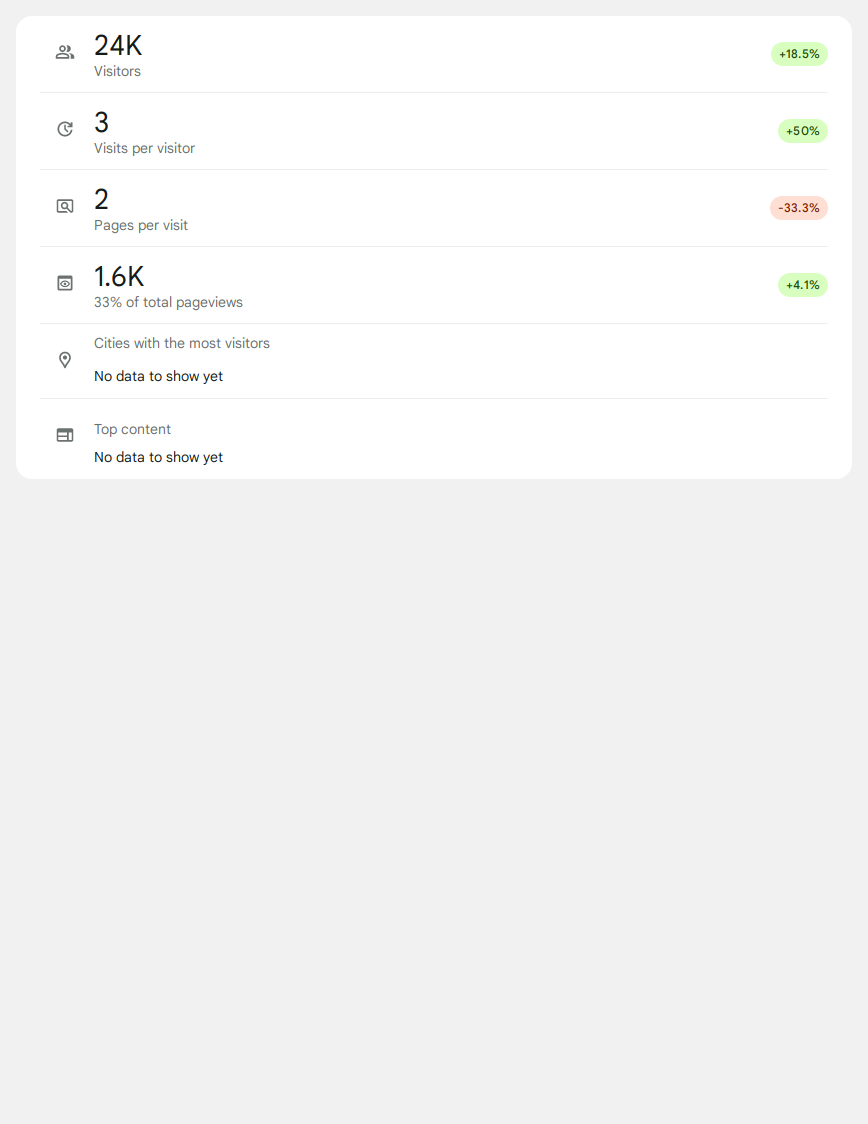 24K
Visitors
+18.5%
3
Visits per visitor
+50%
2
Pages per visit
-33.3%
1.6K
33% of total pageviews
+4.1%
Cities with the most visitors
No data to show yet
Top content
No data to show yet